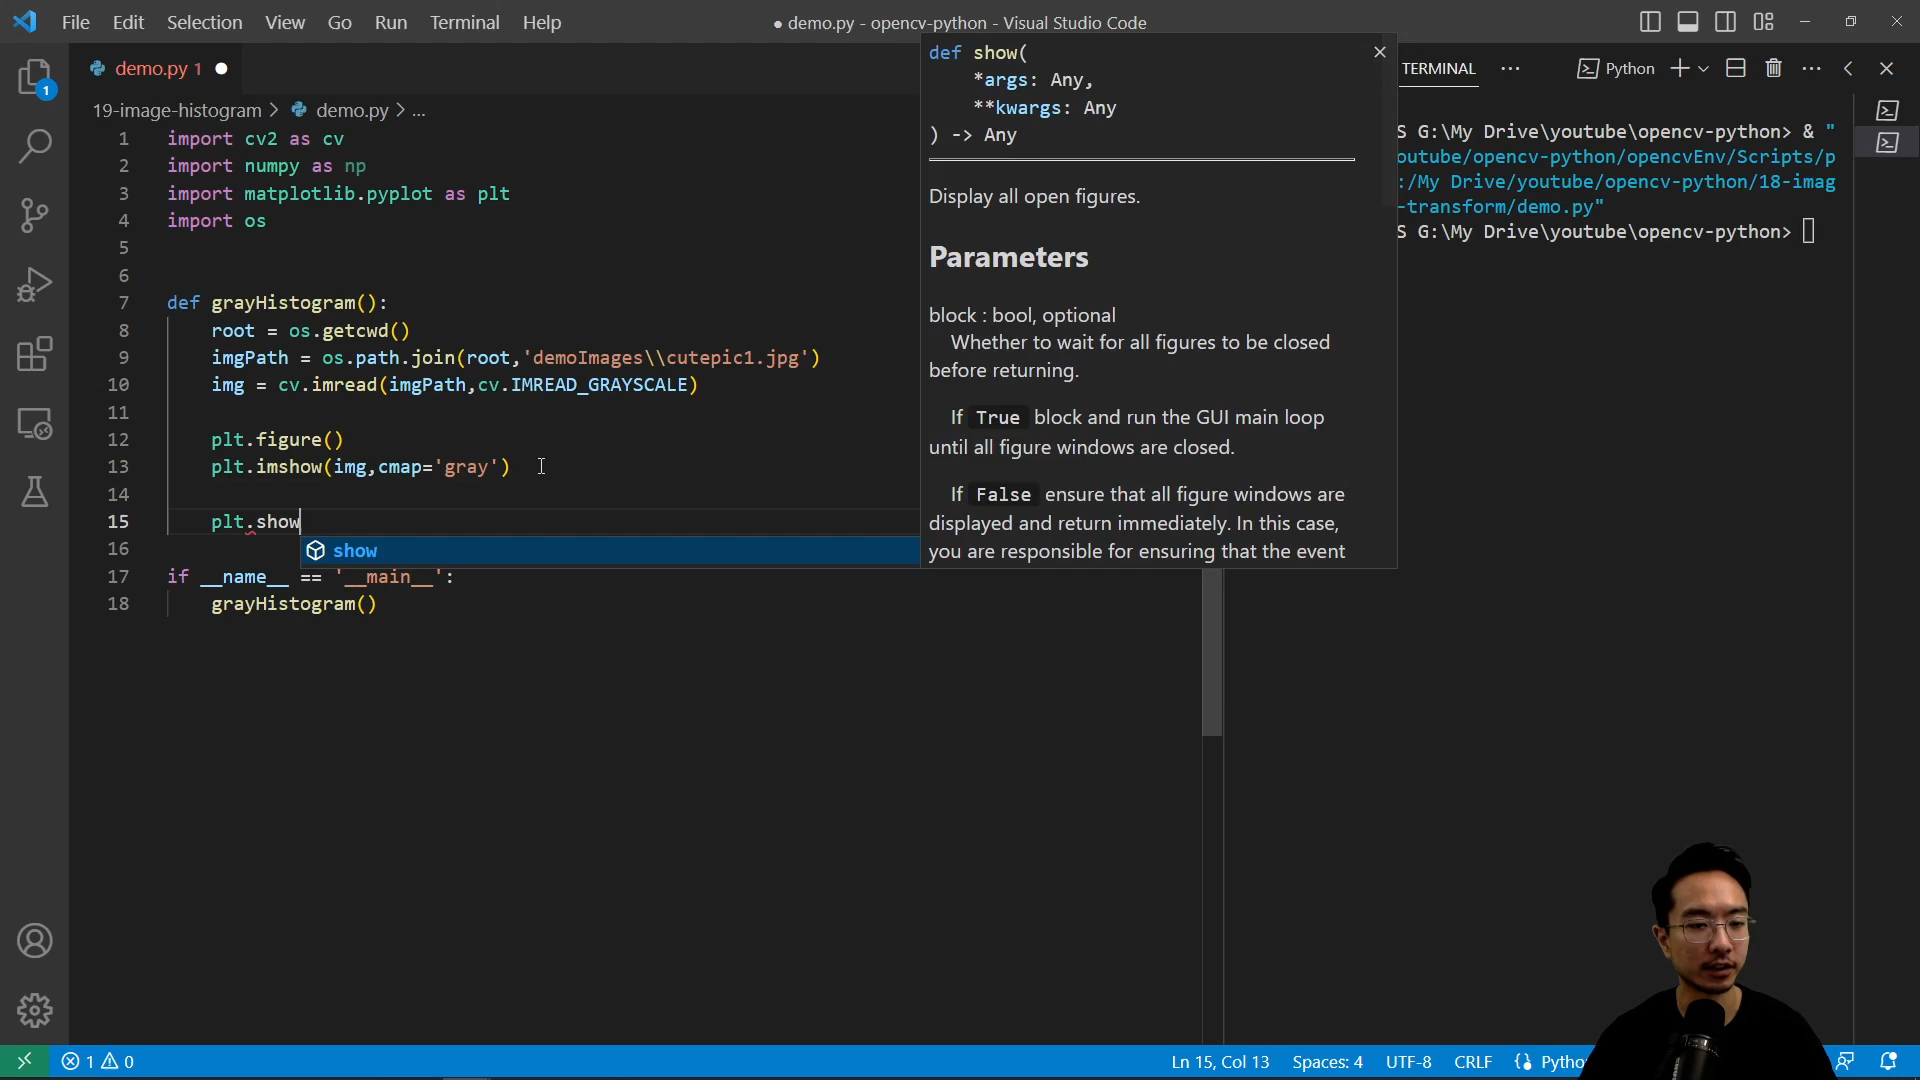 File Edit Selection View Go Run Terminal Help
● demo.py - opencv-python - Visual Studio Code
demo.py 1 ●
19-image-histogram > demo.py > ...
1 import cv2 as cv
2 import numpy as np
3 import matplotlib.pyplot as plt
4 import os
5
6
7 def grayHistogram():
8 root = os.getcwd()
9 imgPath = os.path.join(root,'demoImages\\cutepic1.jpg')
10 img = cv.imread(imgPath,cv.IMREAD_GRAYSCALE)
11
12 plt.figure()
13 plt.imshow(img,cmap='gray')
14
15 plt.show
show
16
17 if __name__ == '__main__':
18 grayHistogram()
def show(
*args: Any,
**kwargs: Any
) -> Any
Display all open figures.
Parameters
block : bool, optional
Whether to wait for all figures to be closed
before returning.
If True block and run the GUI main loop
until all figure windows are closed.
If False ensure that all figure windows are
displayed and return immediately. In this case,
you are responsible for ensuring that the event
TERMINAL ...
Python
S G:\My Drive\youtube\opencv-python> & "
outube/opencv-python/opencvEnv/Scripts/p
:/My Drive/youtube/opencv-python/18-imag
-transform/demo.py"
S G:\My Drive\youtube\opencv-python>
1
1 0
Ln 15, Col 13 Spaces: 4 UTF-8 CRLF